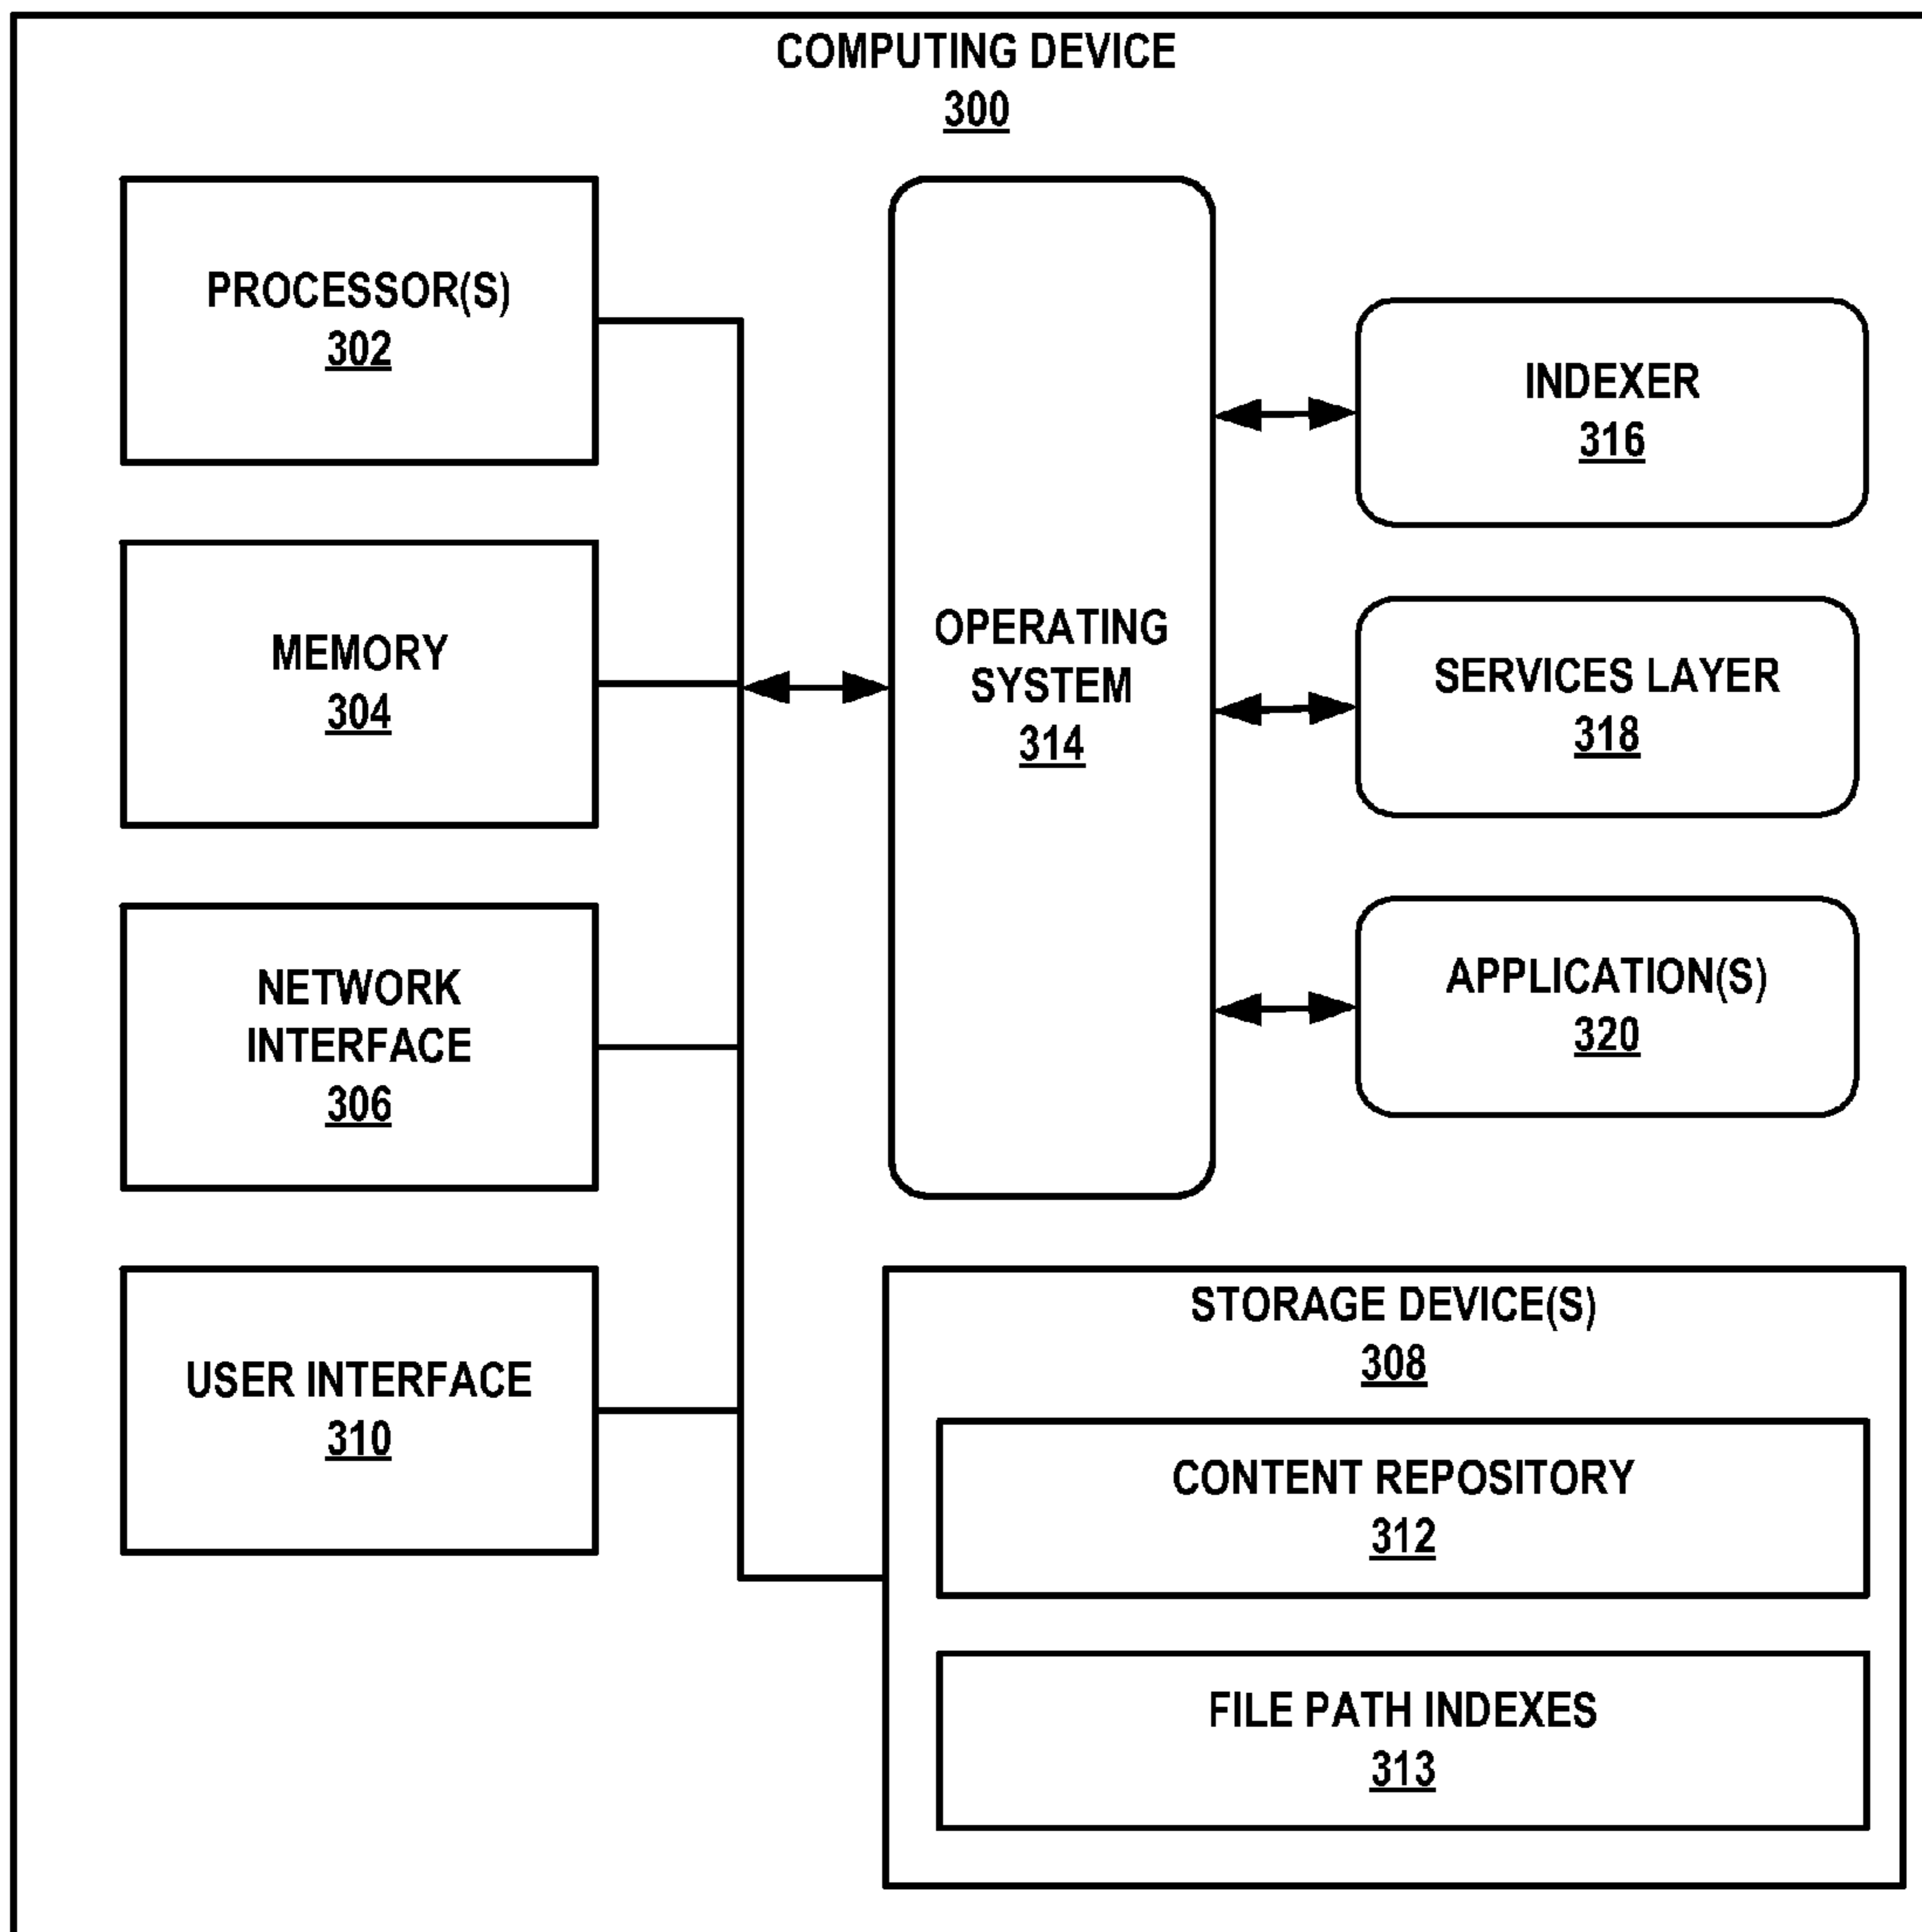 COMPUTING DEVICE
300
PROCESSOR(S)
302
MEMORY
304
NETWORK
INTERFACE
306
USER INTERFACE
310
OPERATING
SYSTEM
314
INDEXER
316
SERVICES LAYER
318
APPLICATION(S)
320
STORAGE DEVICE(S)
308
CONTENT REPOSITORY
312
FILE PATH INDEXES
313